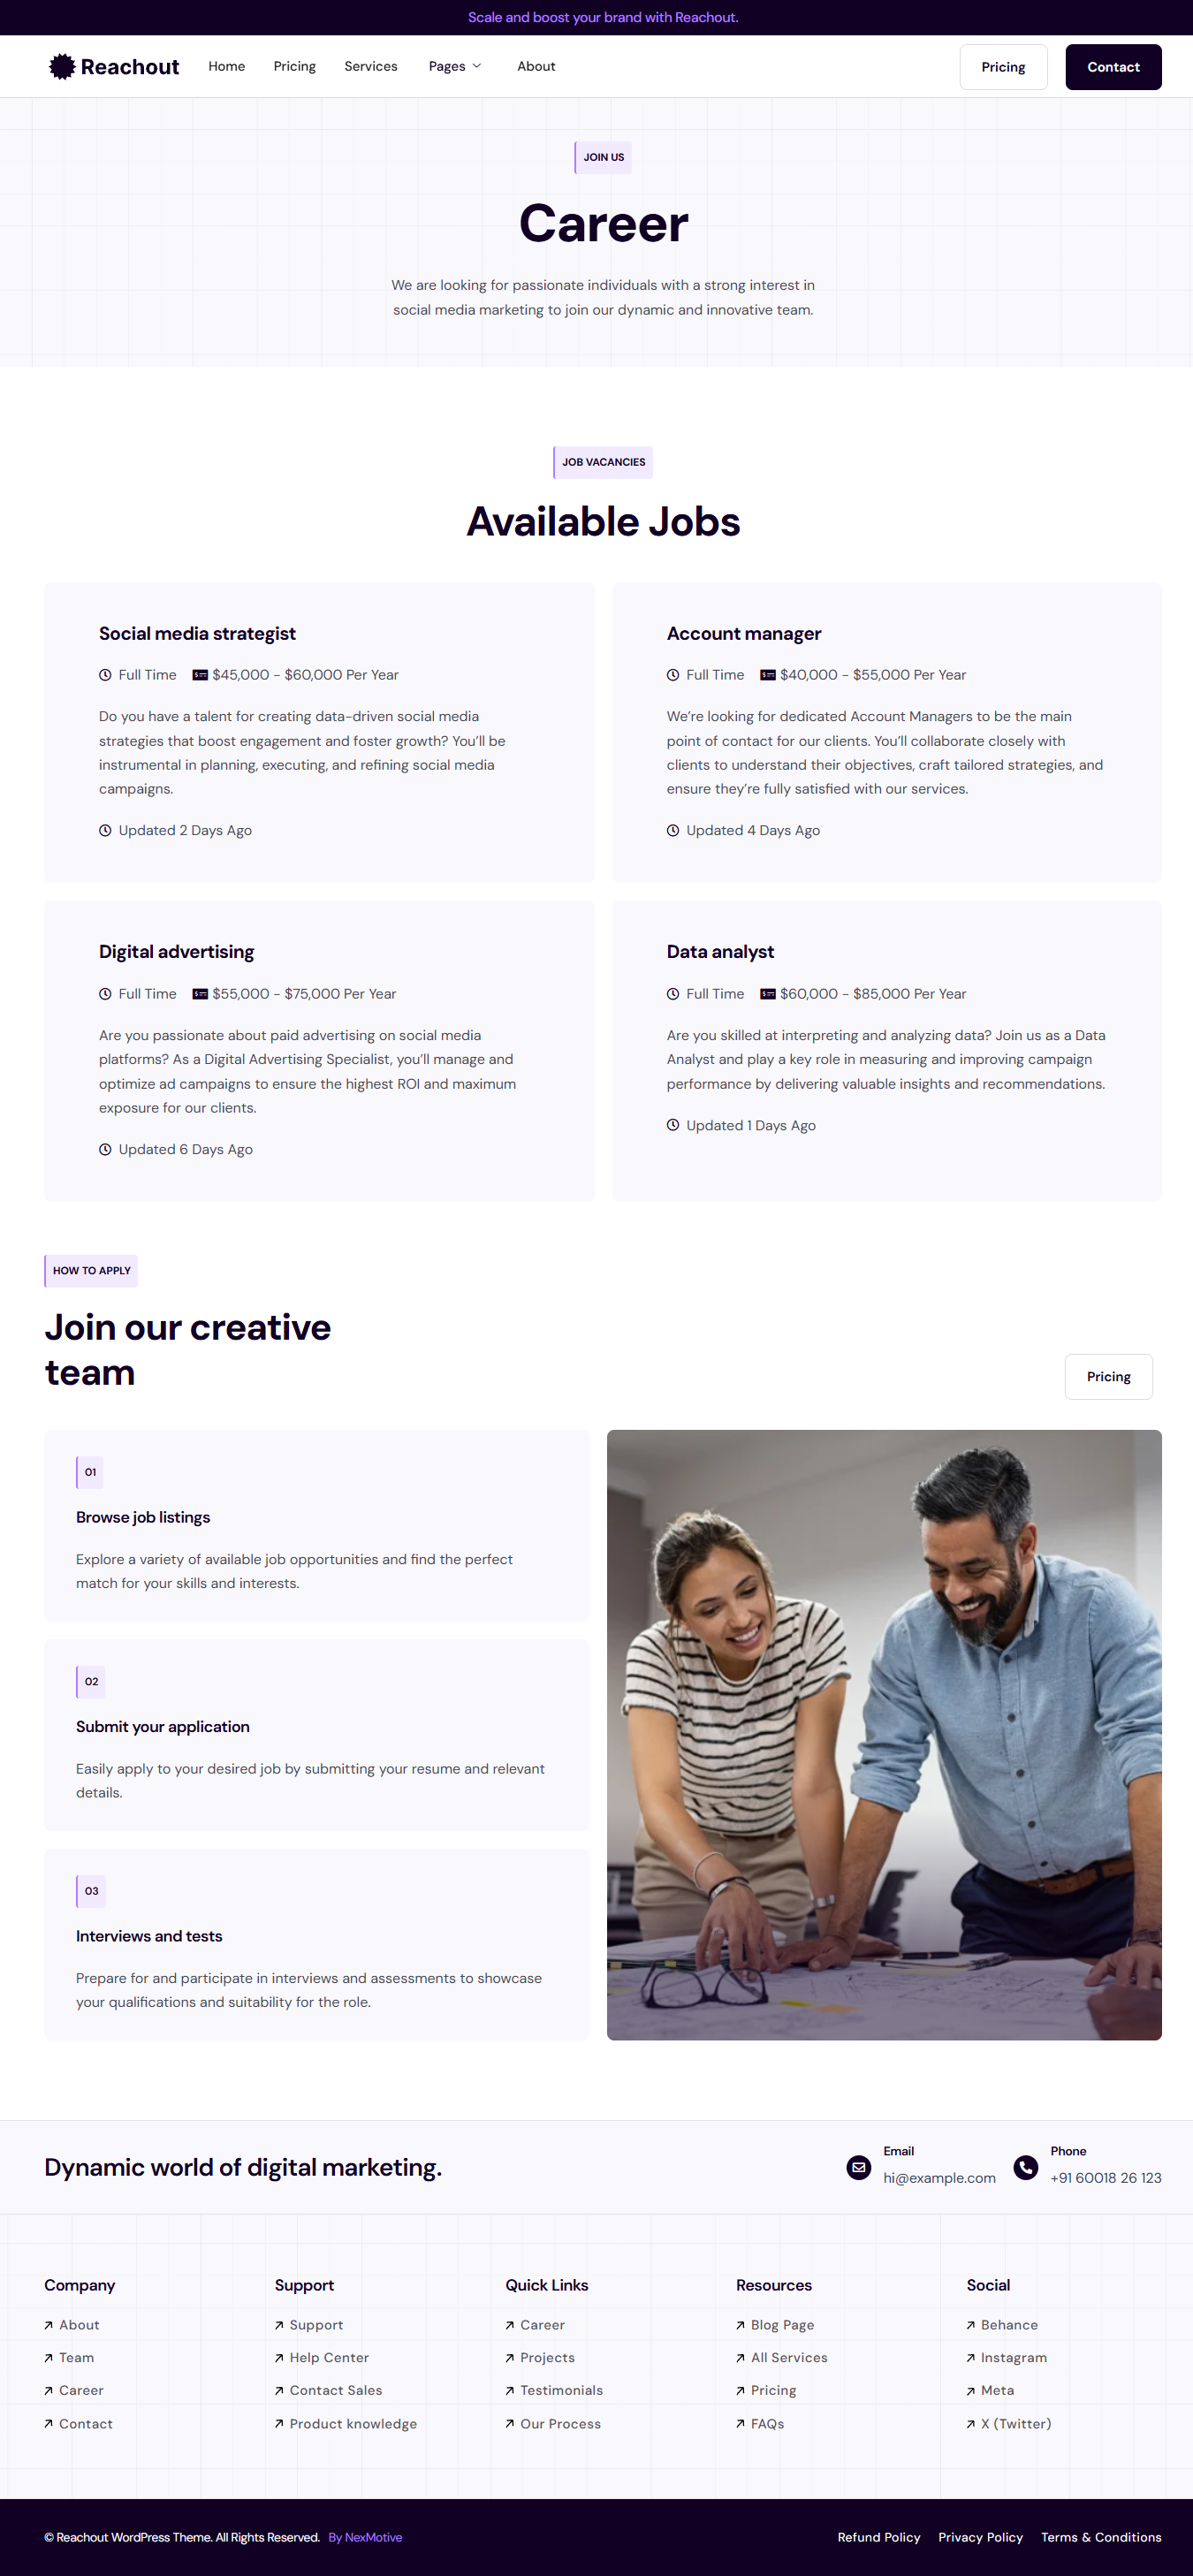 Scale and boost your brand with Reachout.
Reachout Home Pricing Services Pages About Pricing Contact
JOIN US
Career
We are looking for passionate individuals with a strong interest in
social media marketing to join our dynamic and innovative team.
JOB VACANCIES
Available Jobs
Social media strategist
Full Time $45,000 - $60,000 Per Year
Do you have a talent for creating data-driven social media
strategies that boost engagement and foster growth? You’ll be
instrumental in planning, executing, and refining social media
campaigns.
Updated 2 Days Ago
Account manager
Full Time $40,000 - $55,000 Per Year
We’re looking for dedicated Account Managers to be the main
point of contact for our clients. You’ll collaborate closely with
clients to understand their objectives, craft tailored strategies, and
ensure they’re fully satisfied with our services.
Updated 4 Days Ago
Digital advertising
Full Time $55,000 - $75,000 Per Year
Are you passionate about paid advertising on social media
platforms? As a Digital Advertising Specialist, you’ll manage and
optimize ad campaigns to ensure the highest ROI and maximum
exposure for our clients.
Updated 6 Days Ago
Data analyst
Full Time $60,000 - $85,000 Per Year
Are you skilled at interpreting and analyzing data? Join us as a Data
Analyst and play a key role in measuring and improving campaign
performance by delivering valuable insights and recommendations.
Updated 1 Days Ago
HOW TO APPLY
Join our creative
team
Pricing
01
Browse job listings
Explore a variety of available job opportunities and find the perfect
match for your skills and interests.
02
Submit your application
Easily apply to your desired job by submitting your resume and relevant
details.
03
Interviews and tests
Prepare for and participate in interviews and assessments to showcase
your qualifications and suitability for the role.
Dynamic world of digital marketing.
Email
hi@example.com
Phone
+91 60018 26 123
Company
About
Team
Career
Contact
Support
Support
Help Center
Contact Sales
Product knowledge
Quick Links
Career
Projects
Testimonials
Our Process
Resources
Blog Page
All Services
Pricing
FAQs
Social
Behance
Instagram
Meta
X (Twitter)
© Reachout WordPress Theme. All Rights Reserved. By NexMotive
Refund Policy Privacy Policy Terms & Conditions